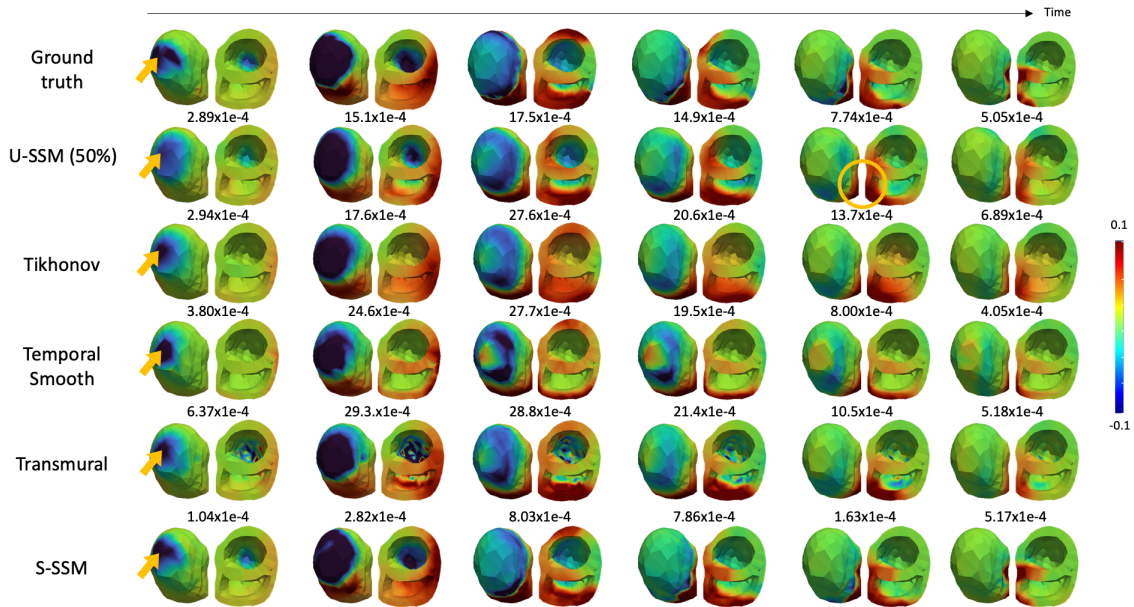 Time
Ground
truth
2.89x1e-4 15.1x1e-4 17.5x1e-4 14.9x1e-4 7.74x1e-4 5.05x1e-4
U-SSM (50%)
2.94x1e-4 17.6x1e-4 27.6x1e-4 20.6x1e-4 13.7x1e-4 6.89x1e-4
0.1
Tikhonov
3.80x1e-4 24.6x1e-4 27.7x1e-4 19.5x1e-4 8.00x1e-4 4.05x1e-4
Temporal
Smooth
6.37x1e-4 29.3.x1e-4 28.8x1e-4 21.4x1e-4 10.5x1e-4 5.18x1e-4
-0.1
Transmural
1.04x1e-4 2.82x1e-4 8.03x1e-4 7.86x1e-4 1.63x1e-4 5.17x1e-4
S-SSM